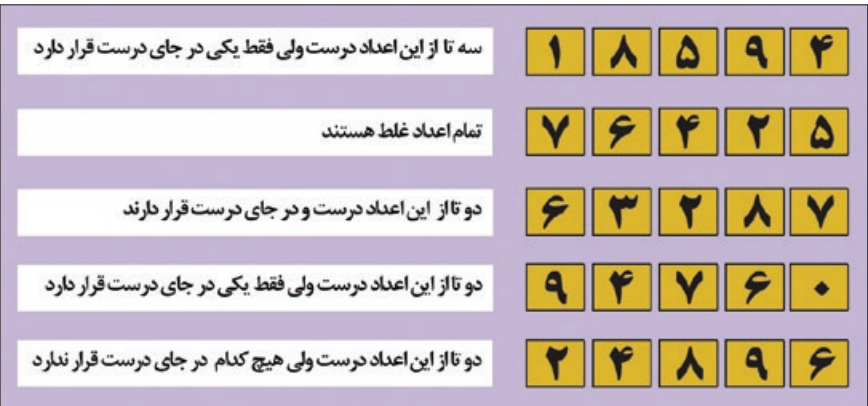 سه تا از این اعداد درست ولی فقط یکی در جای درست قرار دارد
۱ ۸ ۵ ۹ ۴
تمام اعداد غلط هستند
۷ ۶ ۴ ۲ ۵
دو تا از این اعداد درست و در جای درست قرار دارند
۶ ۳ ۲ ۸ ۷
دو تا از این اعداد درست ولی فقط یکی در جای درست قرار دارد
۹ ۴ ۷ ۶ ۰
دو تا از این اعداد درست ولی هیچ کدام در جای درست قرار ندارد
۲ ۴ ۸ ۹ ۶